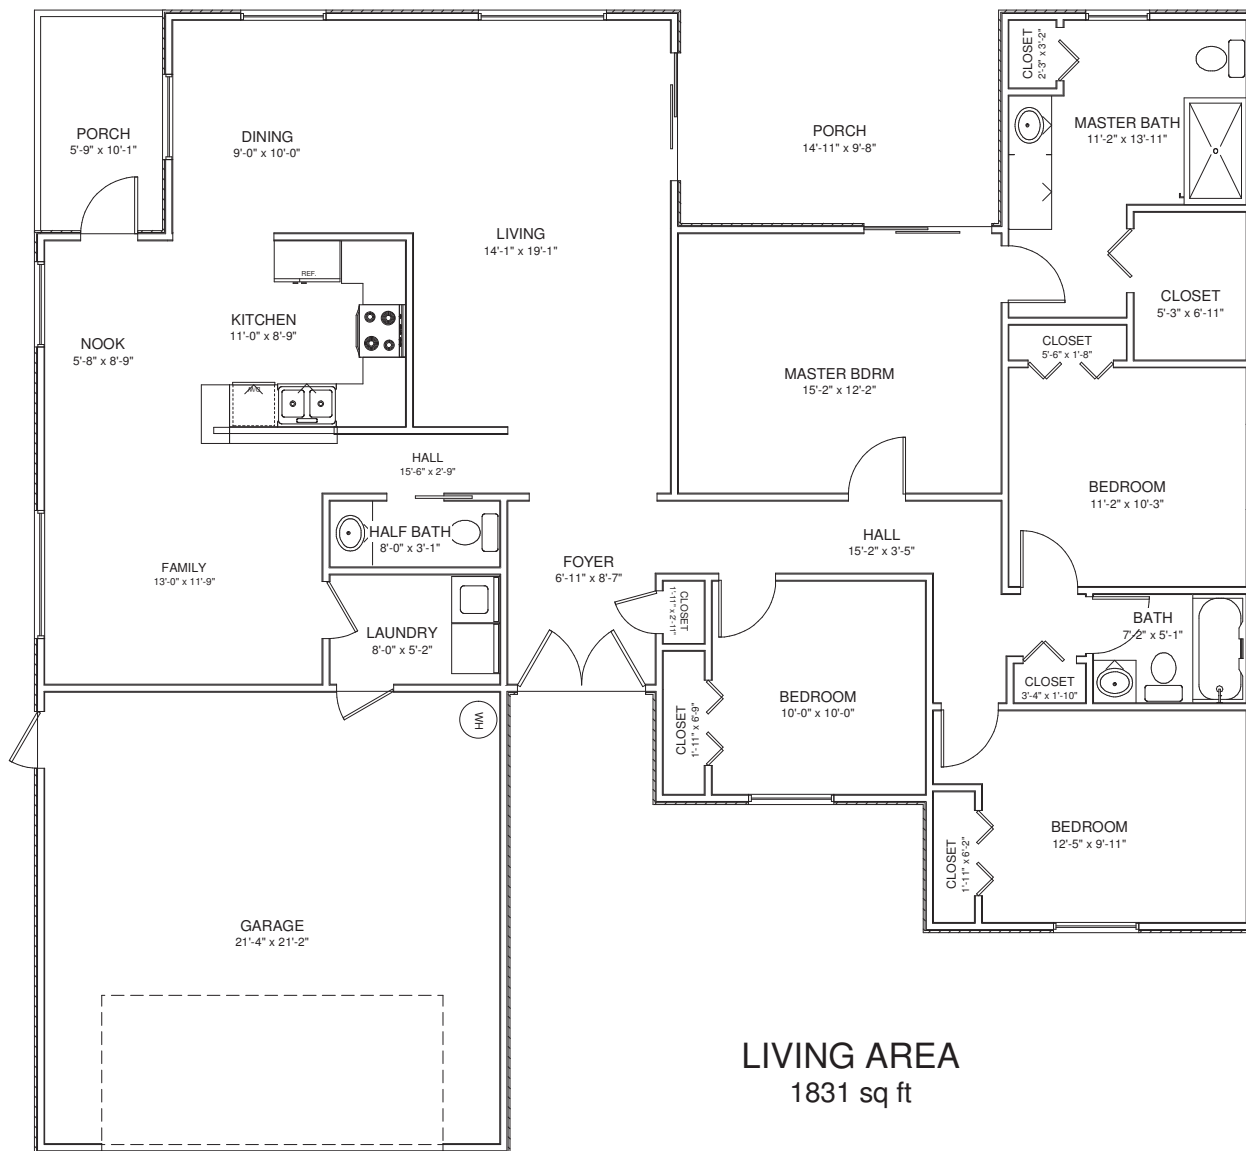 PORCH
5'-9" x 10'-1"
DINING
9'-0" x 10'-0"
LIVING
14'-1" x 19'-1"
PORCH
14'-11" x 9'-8"
CLOSET
2'-3" x 3'-2"
MASTER BATH
11'-2" x 13'-11"
CLOSET
5'-3" x 6'-11"
REF.
KITCHEN
11'-0" x 8'-9"
NOOK
5'-8" x 8'-9"
CLOSET
5'-6" x 1'-8"
MASTER BDRM
15'-2" x 12'-2"
HALL
15'-6" x 2'-9"
BEDROOM
11'-2" x 10'-3"
HALF BATH
8'-0" x 3'-1"
HALL
15'-2" x 3'-5"
FOYER
6'-11" x 8'-7"
FAMILY
13'-0" x 11'-9"
CLOSET
1'-11" x 2'-11"
LAUNDRY
8'-0" x 5'-2"
BATH
7'-2" x 5'-1"
CLOSET
3'-4" x 1'-10"
BEDROOM
10'-0" x 10'-0"
CLOSET
1'-11" x 6'-9"
WH
BEDROOM
12'-5" x 9'-11"
CLOSET
1'-11" x 6'-2"
GARAGE
21'-4" x 21'-2"
LIVING AREA
1831 sq ft